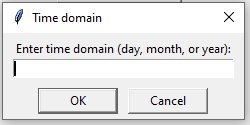 Time domain
Enter time domain (day, month, or year):
OK
Cancel